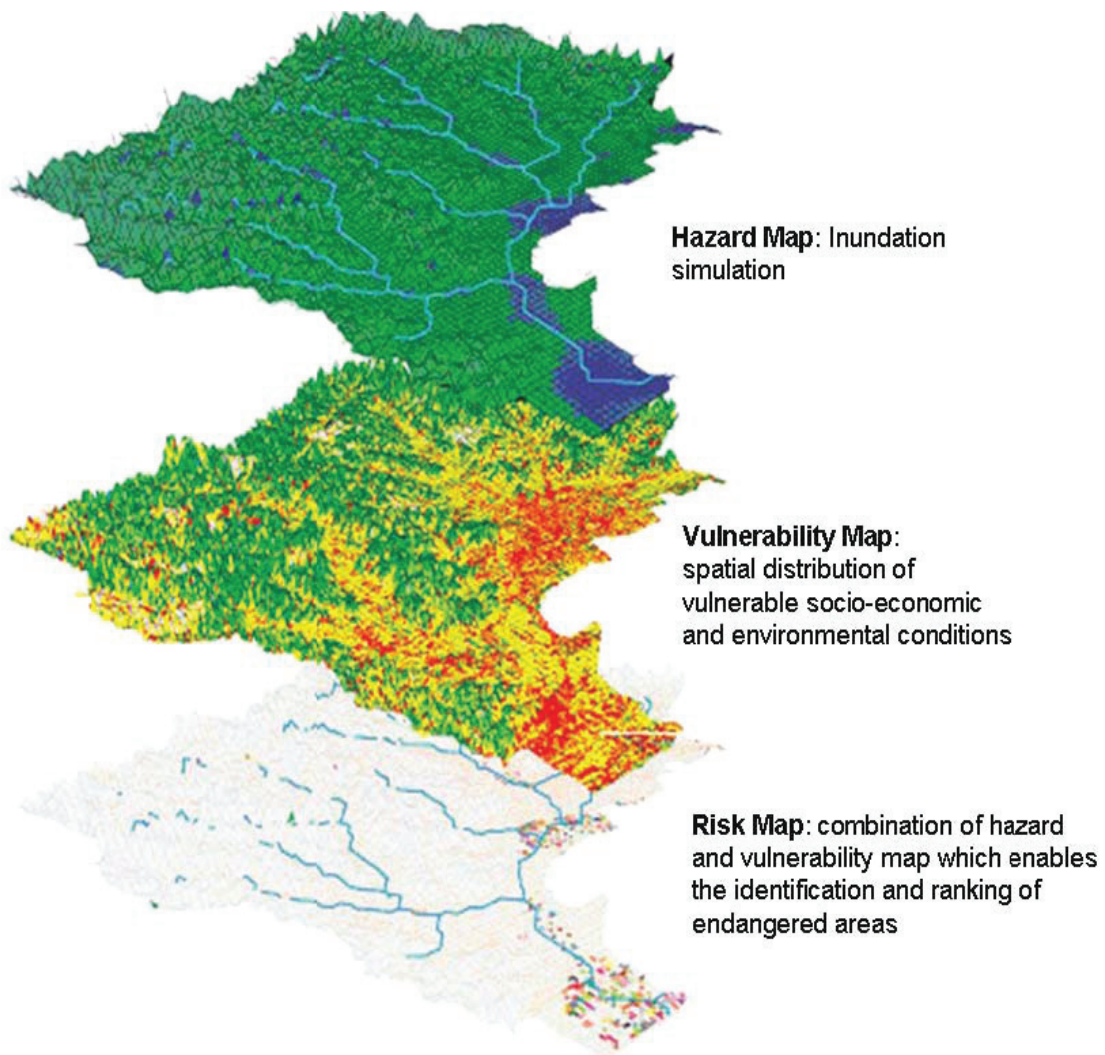 Hazard Map: Inundation
simulation
Vulnerability Map:
spatial distribution of
vulnerable socio-economic
and environmental conditions
Risk Map: combination of hazard
and vulnerability map which enables
the identification and ranking of
endangered areas